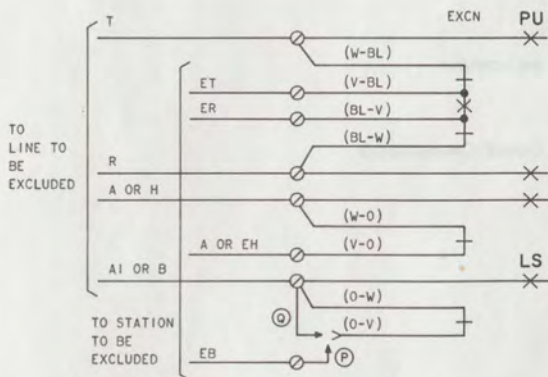 EXCN PU
T
(W-BL)
ET (V-BL)
ER (BL-V)
(BL-W)
TO
LINE TO
BE
EXCLUDED
R
A OR H
(W-O)
A OR EH (V-O)
A1 OR B LS
(O-W)
Q (O-V)
TO STATION
TO BE
EXCLUDED
EB P